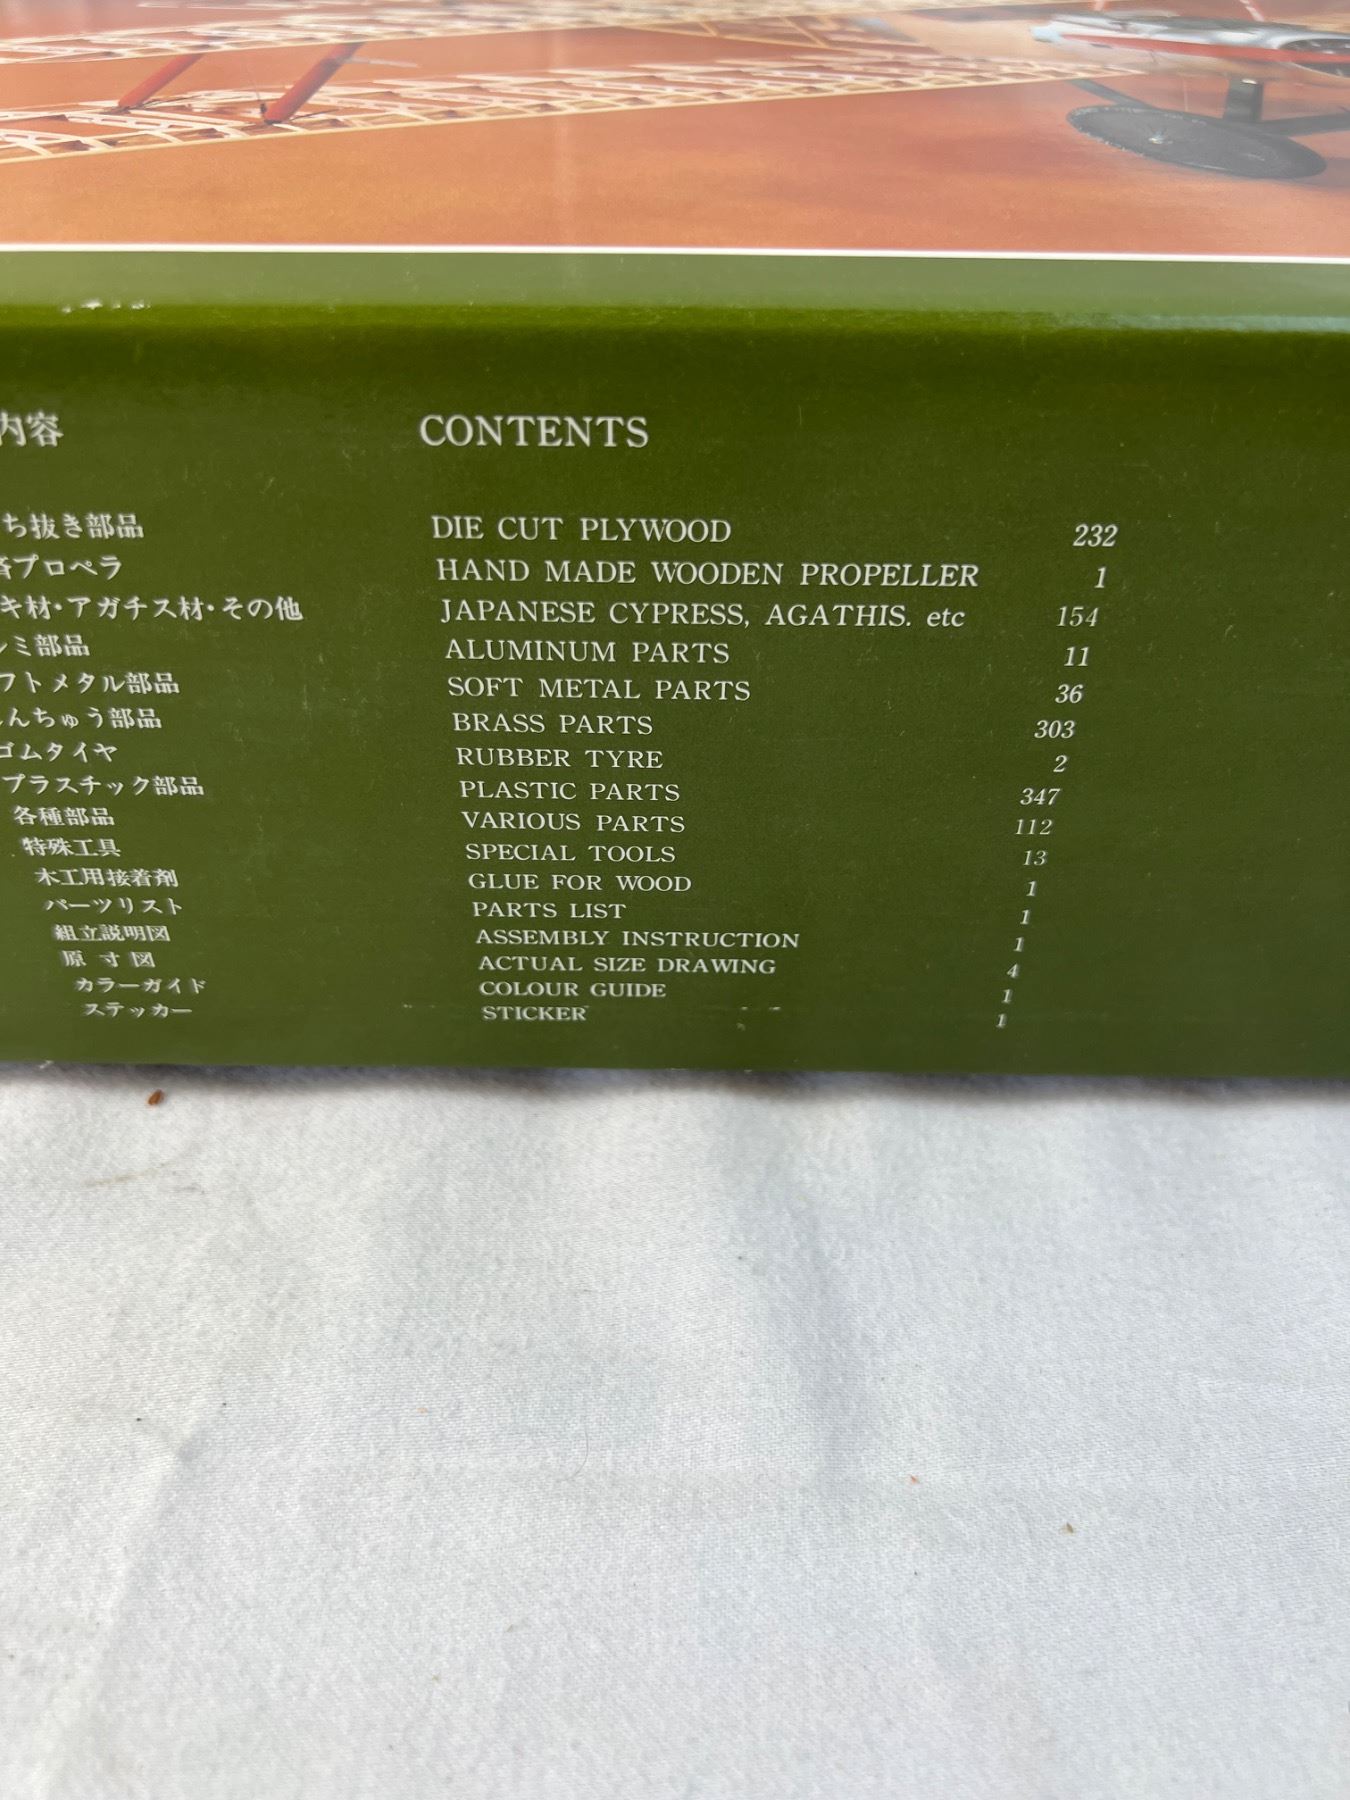 内容 CONTENTS
ち抜き部品 DIE CUT PLYWOOD 232
済プロペラ HAND MADE WOODEN PROPELLER 1
キ材・アガチス材・その他 JAPANESE CYPRESS, AGATHIS. etc 154
ルミ部品 ALUMINUM PARTS 11
フトメタル部品 SOFT METAL PARTS 36
んちゅう部品 BRASS PARTS 303
ゴムタイヤ RUBBER TYRE 2
プラスチック部品 PLASTIC PARTS 347
各種部品 VARIOUS PARTS 112
特殊工具 SPECIAL TOOLS 13
木工用接着剤 GLUE FOR WOOD 1
パーツリスト PARTS LIST 1
組立説明図 ASSEMBLY INSTRUCTION 1
原寸図 ACTUAL SIZE DRAWING 4
カラーガイド COLOUR GUIDE 1
ステッカー STICKER 1